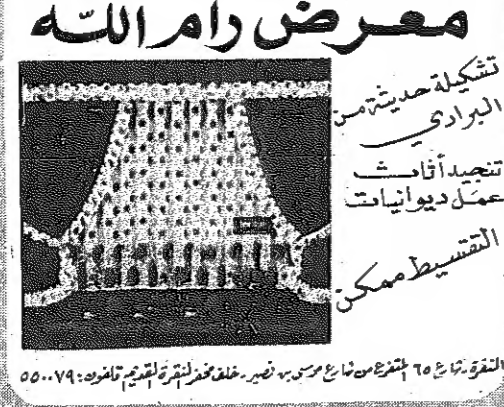 معرض رام اللّه
تشكيلة حديثة من
البرادي
تنجيد أثاث
عمل ديوانيات
التقسيط ممكن
النقرة - شارع ٦٥ المتفرع من شارع موسى بن نصير - خلف مخفر النقرة القديم تلفون: ٥٥٠٠٧٩